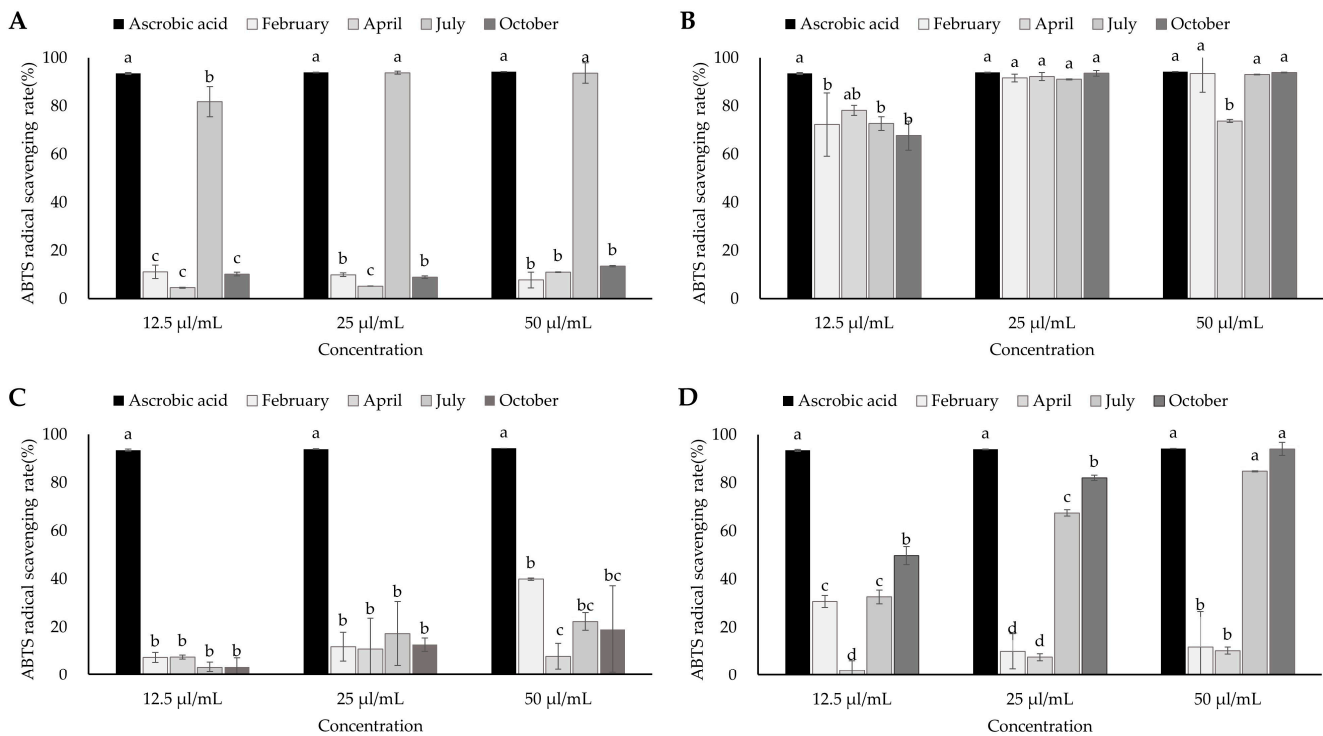 A
■ Ascrobic acid □ February □ April □ July ■ October
ABTS radical scavenging rate(%)
100
80
60
40
20
0
a c c b c
a b c a b
a b b a b
12.5 µl/mL 25 µl/mL 50 µl/mL
Concentration
B
■ Ascrobic acid □ February □ April □ July ■ October
ABTS radical scavenging rate(%)
100
80
60
40
20
0
a b ab b b
a a a a a
a a b a a
12.5 µl/mL 25 µl/mL 50 µl/mL
Concentration
C
■ Ascrobic acid □ February □ April □ July ■ October
ABTS radical scavenging rate(%)
100
80
60
40
20
0
a b b b b
a b b b b
a b c bc bc
12.5 µl/mL 25 µl/mL 50 µl/mL
Concentration
D
■ Ascrobic acid □ February □ April □ July ■ October
ABTS radical scavenging rate(%)
100
80
60
40
20
0
a c d c b
a d d c b
a b b a a
12.5 µl/mL 25 µl/mL 50 µl/mL
Concentration